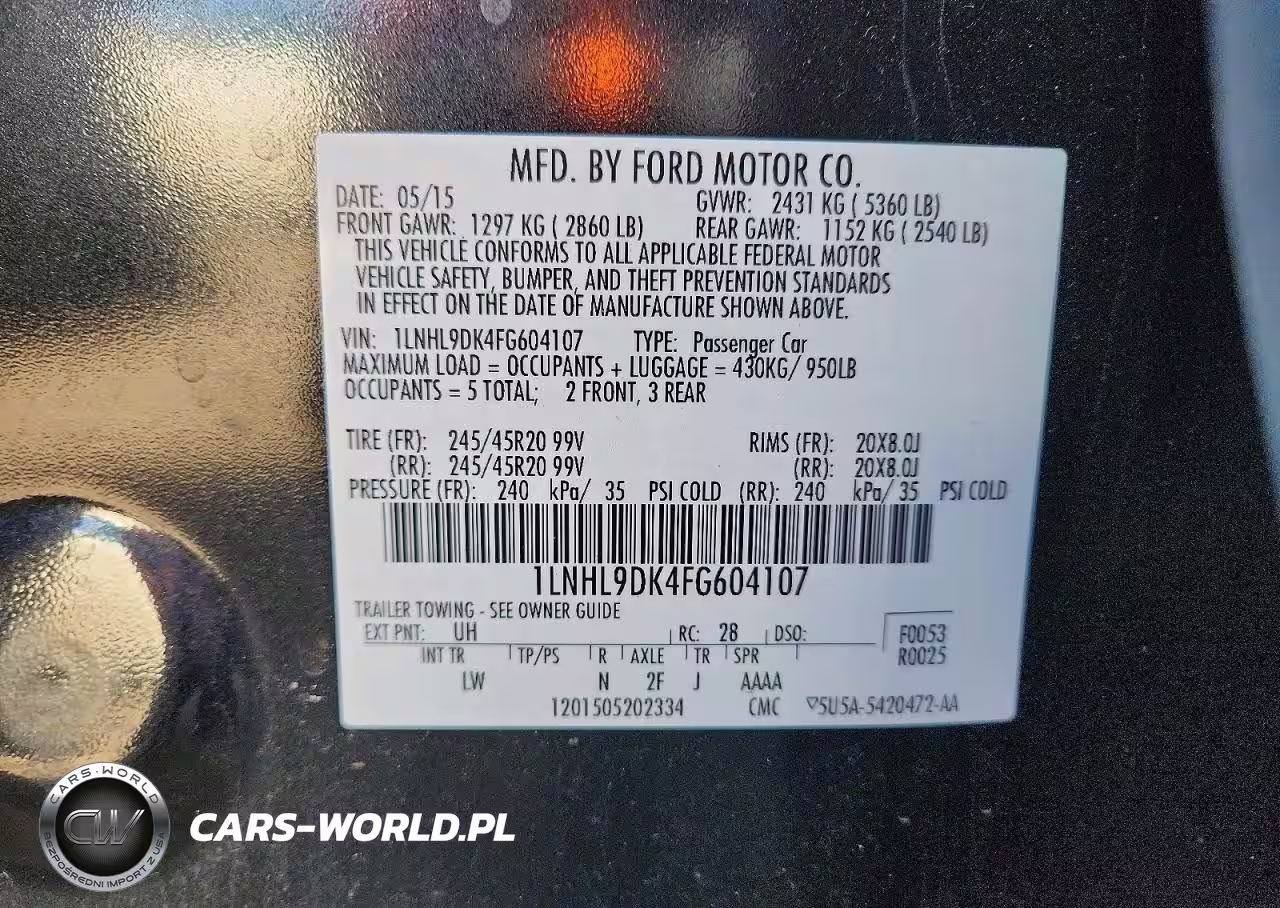 MFD. BY FORD MOTOR CO.
DATE: 05/15 GVWR: 2431 KG ( 5360 LB)
FRONT GAWR: 1297 KG ( 2860 LB) REAR GAWR: 1152 KG ( 2540 LB)
THIS VEHICLE CONFORMS TO ALL APPLICABLE FEDERAL MOTOR
VEHICLE SAFETY, BUMPER, AND THEFT PREVENTION STANDARDS
IN EFFECT ON THE DATE OF MANUFACTURE SHOWN ABOVE.
VIN: 1LNHL9DK4FG604107 TYPE: Passenger Car
MAXIMUM LOAD = OCCUPANTS + LUGGAGE = 430KG/ 950LB
OCCUPANTS = 5 TOTAL; 2 FRONT, 3 REAR
TIRE (FR): 245/45R20 99V RIMS (FR): 20X8.0J
(RR): 245/45R20 99V (RR): 20X8.0J
PRESSURE (FR): 240 kPa/ 35 PSI COLD (RR): 240 kPa/ 35 PSI COLD
1LNHL9DK4FG604107
TRAILER TOWING - SEE OWNER GUIDE
EXT PNT: UH RC: 28 DSO: F0053
INT TR TP/PS R AXLE TR SPR R0025
LW N 2F J AAAA
1201505202334 CMC ▽5U5A-5420472-AA
CARS-WORLD
CW
BEZPOŚREDNI IMPORT Z USA
CARS-WORLD.PL